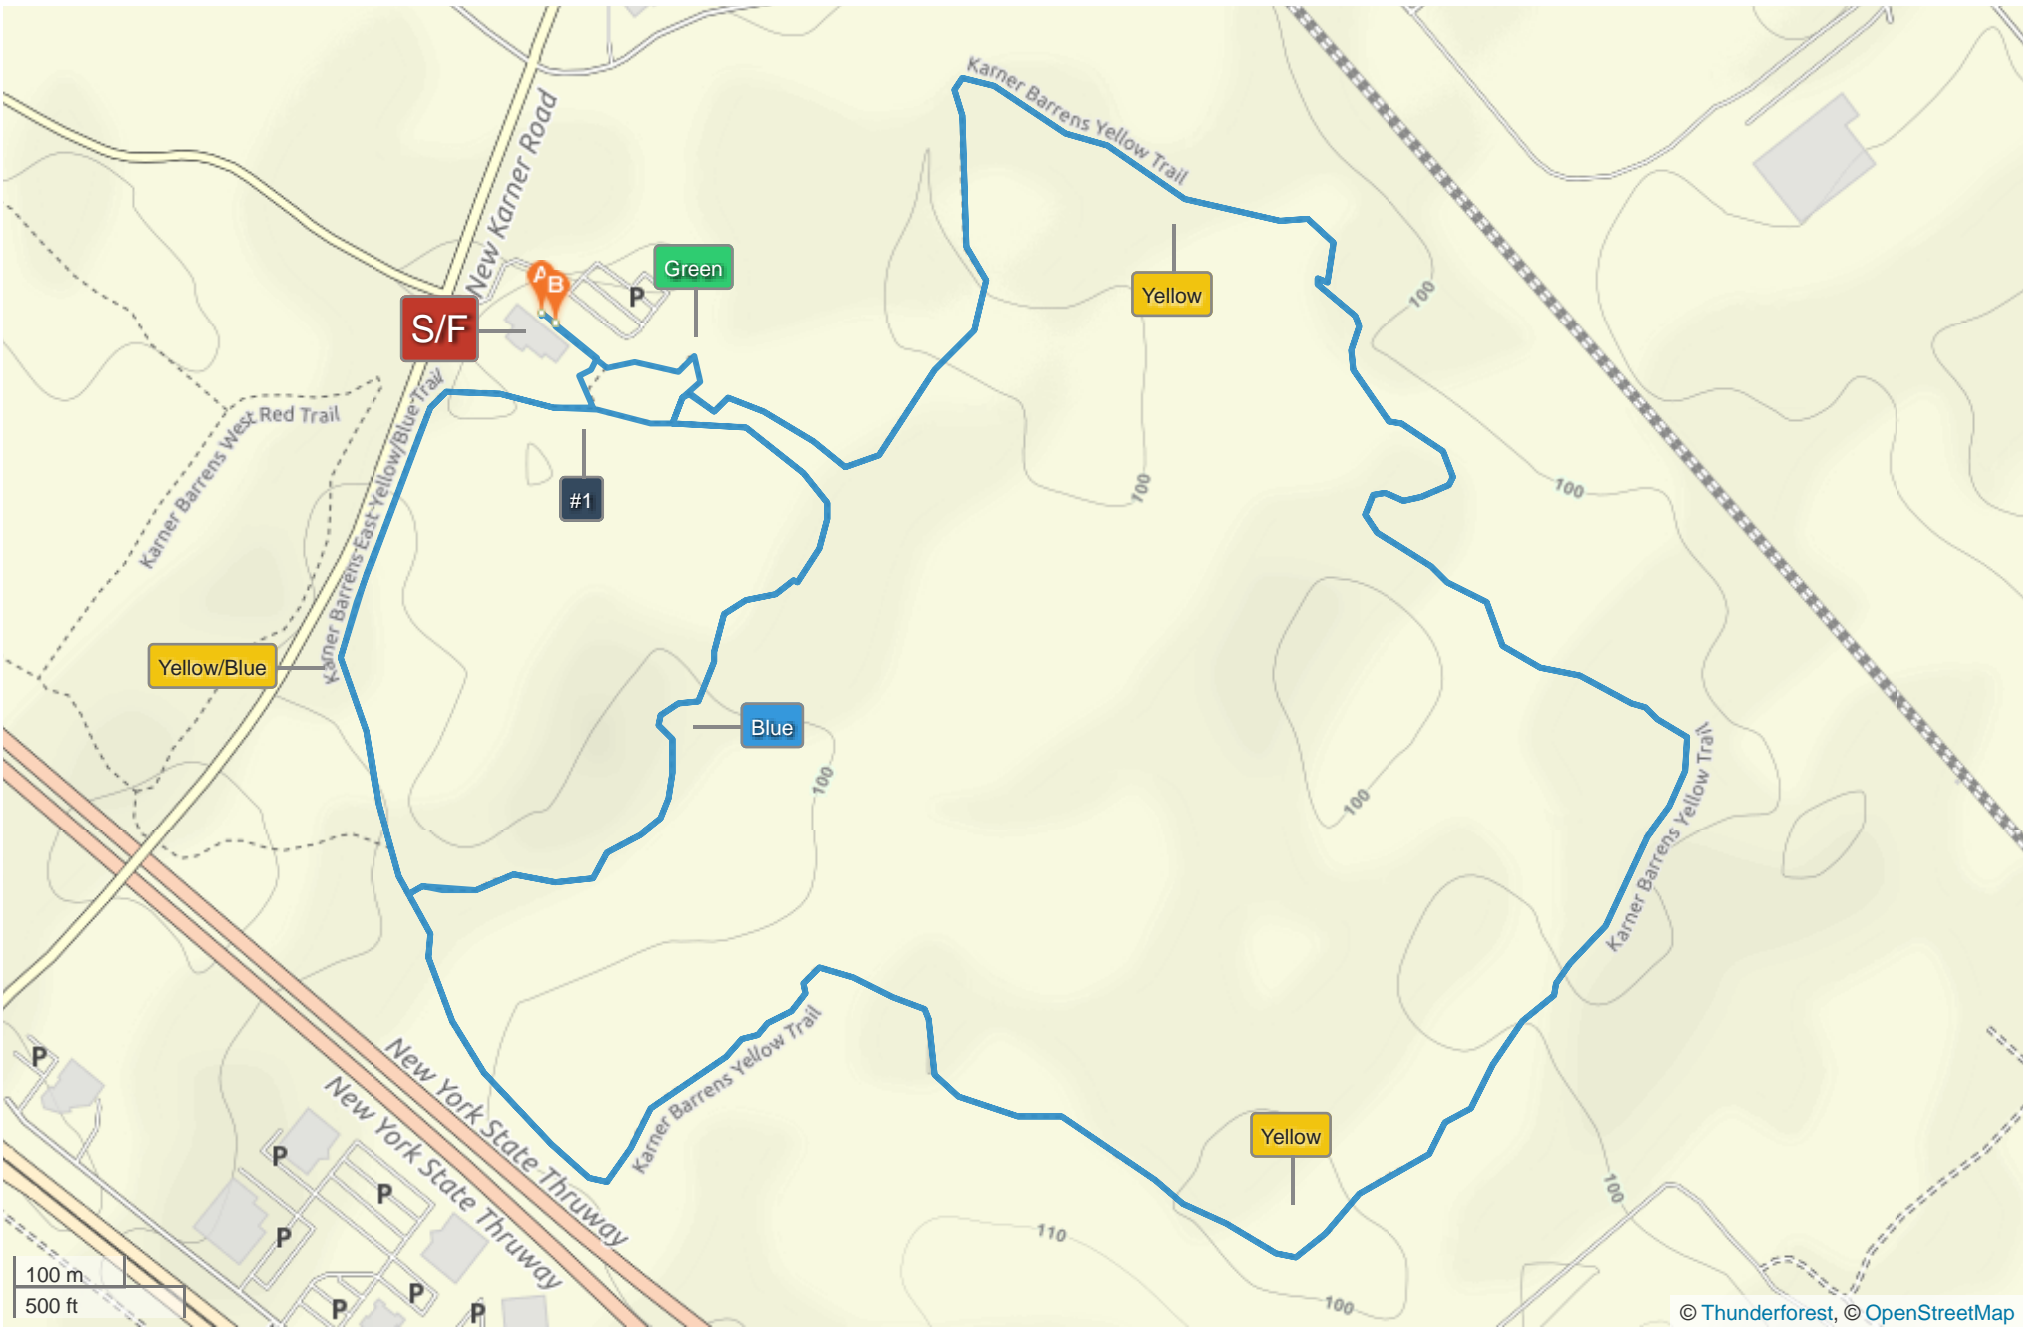 Karner Barrens Yellow Trail
New Karner Road
Green
A
B
P
Yellow
100
S/F
Karner Barrens East Yellow/Blue Trail
Karner Barrens West Red Trail
#1
100
100
Yellow/Blue
Blue
100
100
Karner Barrens Yellow Trail
Karner Barrens Yellow Trail
New York State Thruway
New York State Thruway
P
P
P
P
P
P
P
Yellow
100
110
100
100 m
500 ft
© Thunderforest, © OpenStreetMap